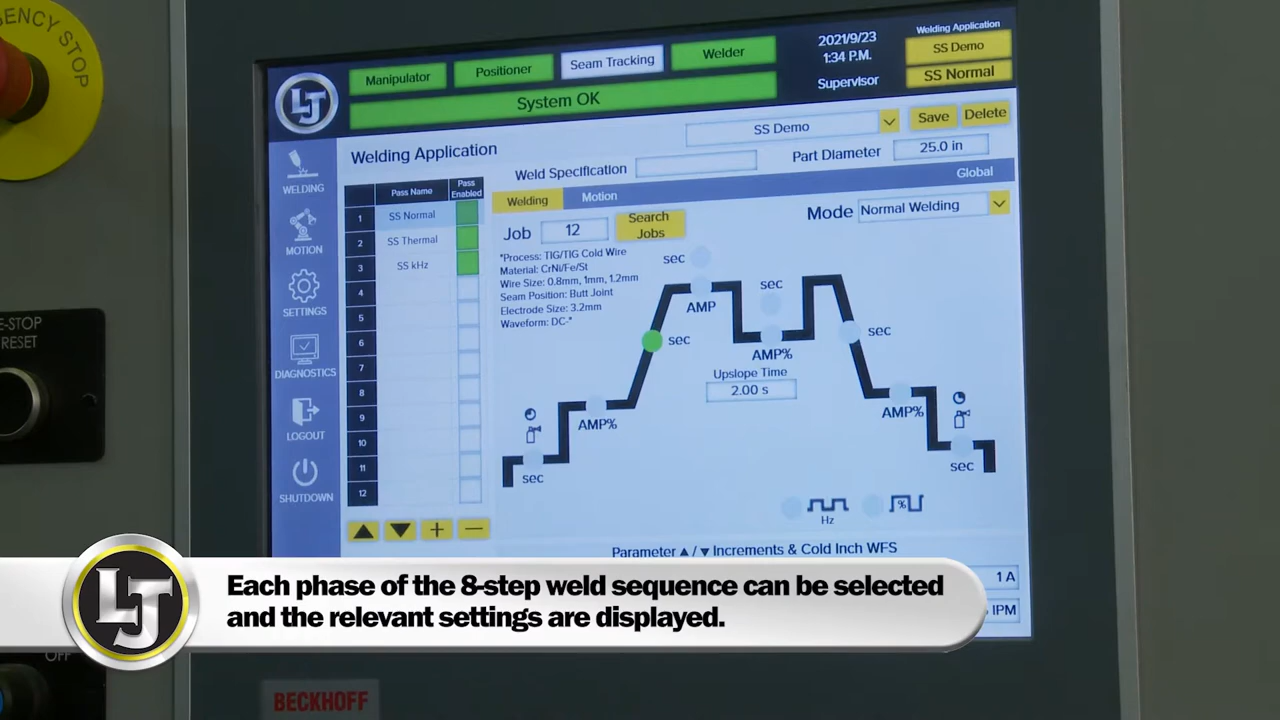 ENCY STOP
E-STOP
RESET
OFF
LJ
Manipulator
Positioner
Seam Tracking
Welder
System OK
2021/9/23
1:34 P.M.
Supervisor
Welding Application
SS Demo
SS Normal
WELDING
MOTION
SETTINGS
DIAGNOSTICS
LOGOUT
SHUTDOWN
Welding Application
SS Demo
Save
Delete
Weld Specification
Part Diameter
25.0 in
Pass Name
Pass
Enabled
1 SS Normal
2 SS Thermal
3 SS kHz
4
5
6
7
8
9
10
11
12
Welding
Motion
Global
Job
12
Search
Jobs
Mode
Normal Welding
*Process: TIG/TIG Cold Wire
Material: CrNi/Fe/St
Wire Size: 0.8mm, 1mm, 1.2mm
Seam Position: Butt Joint
Electrode Size: 3.2mm
Waveform: DC-*
sec
AMP
sec
sec
AMP%
sec
Upslope Time
2.00 s
AMP%
AMP%
sec
sec
Hz
%
Parameter ▲ / ▼ Increments & Cold Inch WFS
1 A
IPM
LJ
Each phase of the 8-step weld sequence can be selected
and the relevant settings are displayed.
BECKHOFF